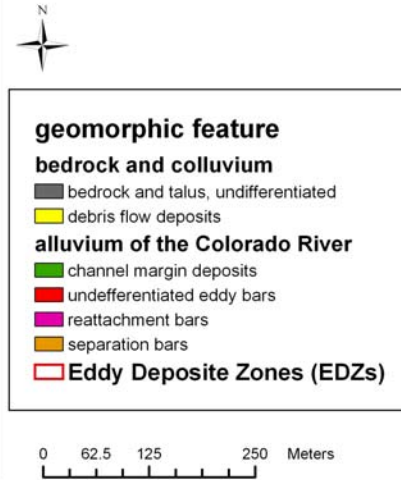 N
geomorphic feature
bedrock and colluvium
bedrock and talus, undifferentiated
debris flow deposits
alluvium of the Colorado River
channel margin deposits
undefferentiated eddy bars
reattachment bars
separation bars
Eddy Deposite Zones (EDZs)
0 62.5 125 250 Meters